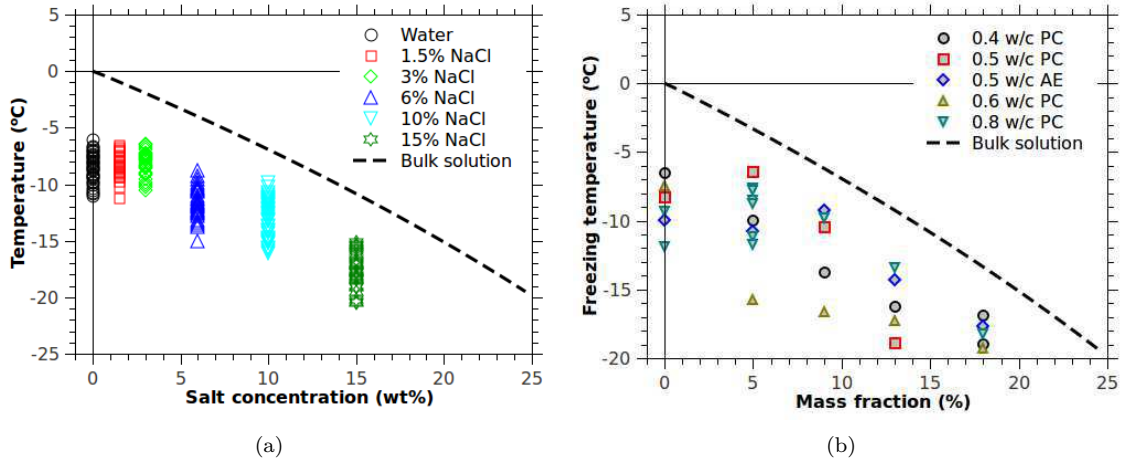 5
0
-5
-10
-15
-20
-25
Temperature (ºC)
0 5 10 15 20 25
Salt concentration (wt%)
Water
1.5% NaCl
3% NaCl
6% NaCl
10% NaCl
15% NaCl
Bulk solution
(a)
5
0
-5
-10
-15
-20
Freezing temperature (ºC)
0 5 10 15 20 25
Mass fraction (%)
0.4 w/c PC
0.5 w/c PC
0.5 w/c AE
0.6 w/c PC
0.8 w/c PC
Bulk solution
(b)